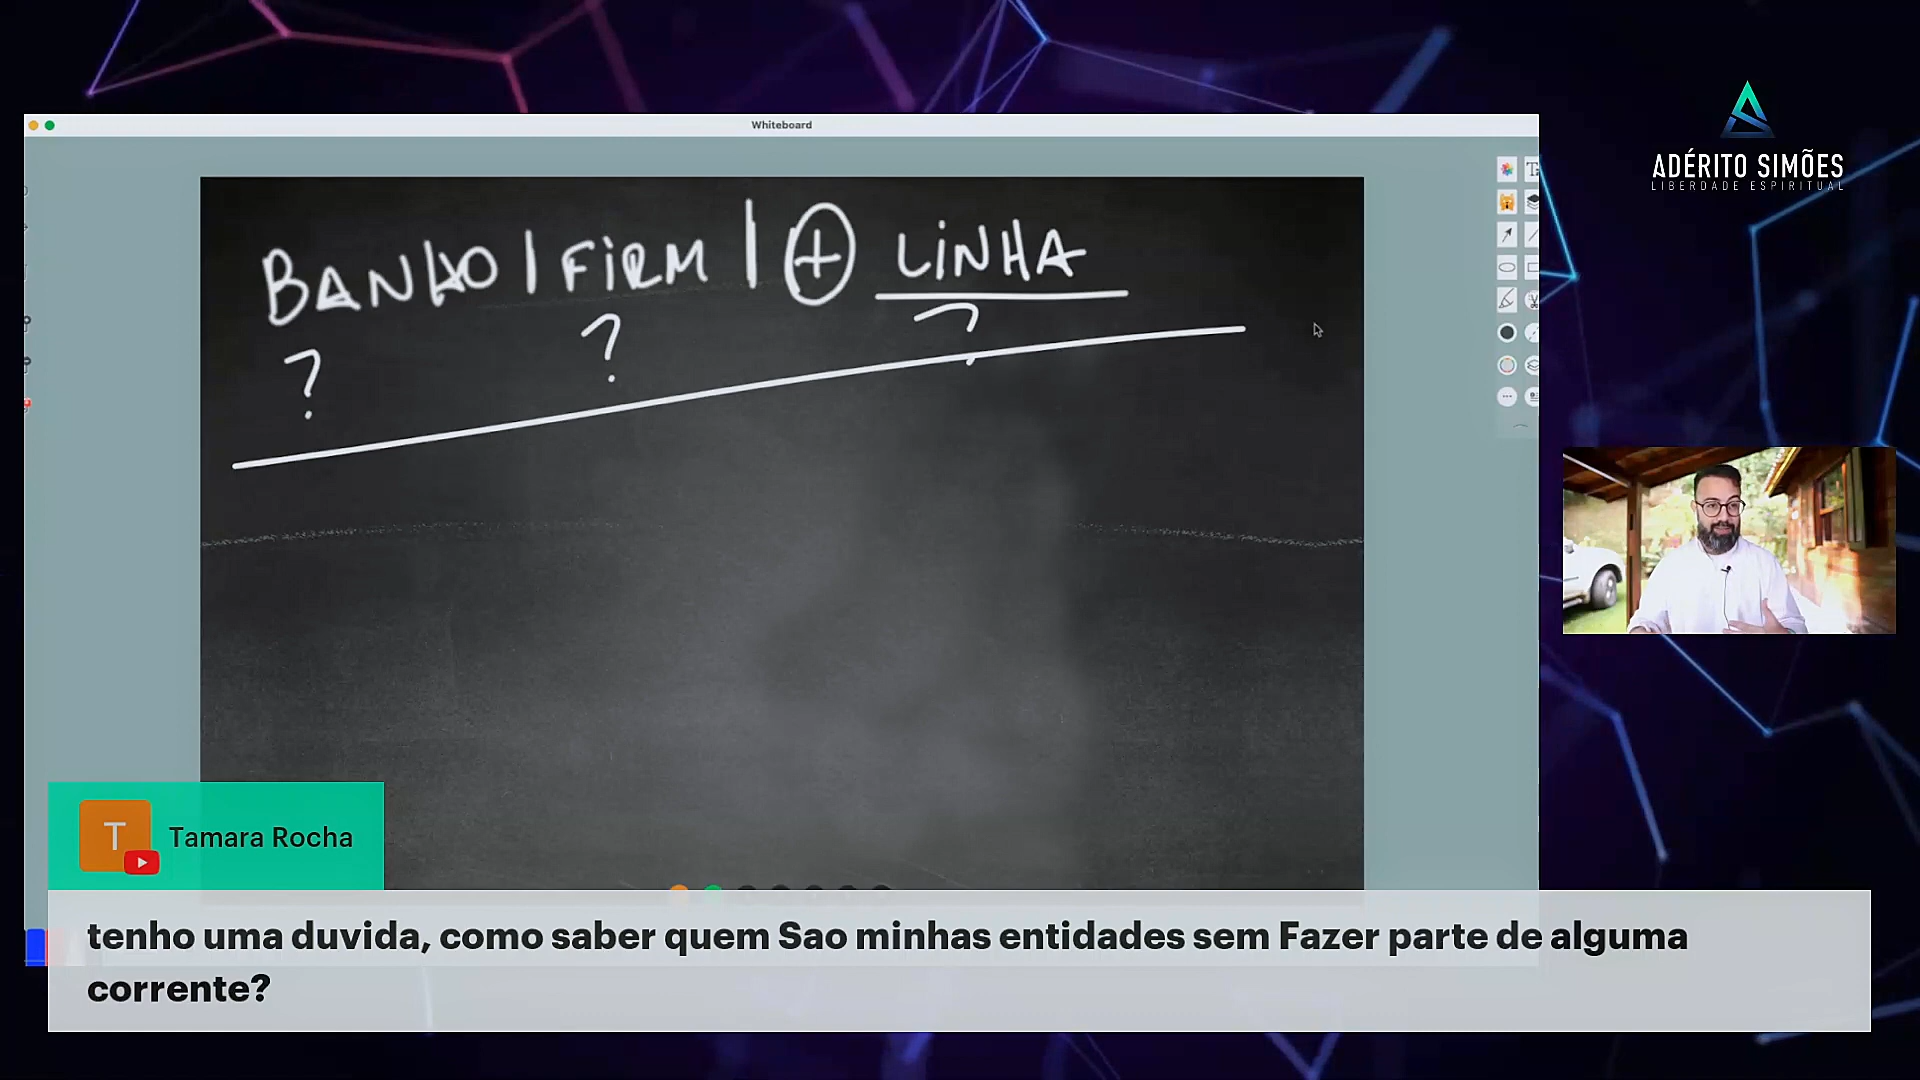 Whiteboard
ADÉRITO SIMÕES
LIBERDADE ESPIRITUAL
BANHO | FIRM | + LINHA
? ? ?
T Tamara Rocha
tenho uma duvida, como saber quem Sao minhas entidades sem Fazer parte de alguma
corrente?